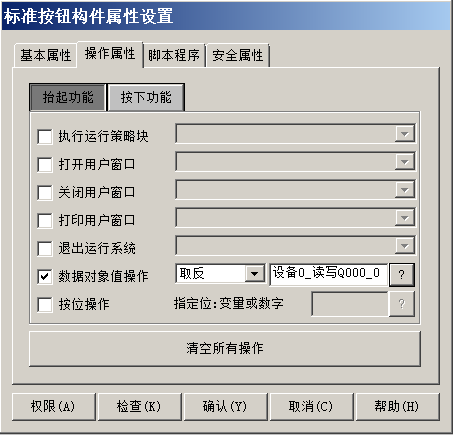 标准按钮构件属性设置
基本属性 操作属性 脚本程序 安全属性
抬起功能 按下功能
执行运行策略块
打开用户窗口
关闭用户窗口
打印用户窗口
退出运行系统
数据对象值操作 取反 设备0_读写Q000_0 ?
按位操作 指定位:变量或数字 ?
清空所有操作
权限(A) 检查(K) 确认(Y) 取消(C) 帮助(H)